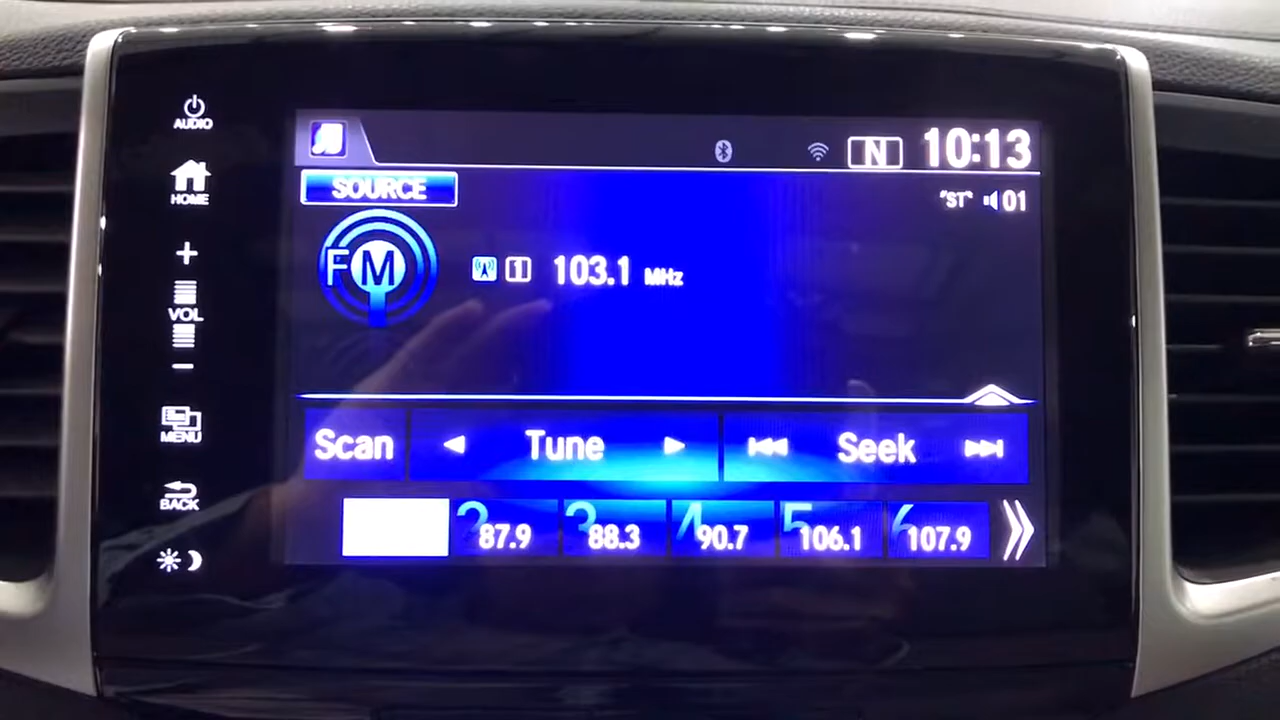 AUDIO
HOME
+
VOL
−
MENU
BACK
N 10:13
SOURCE
"ST" 01
FM
1 103.1 MHz
Scan Tune Seek
2 87.9 3 88.3 4 90.7 5 106.1 6 107.9